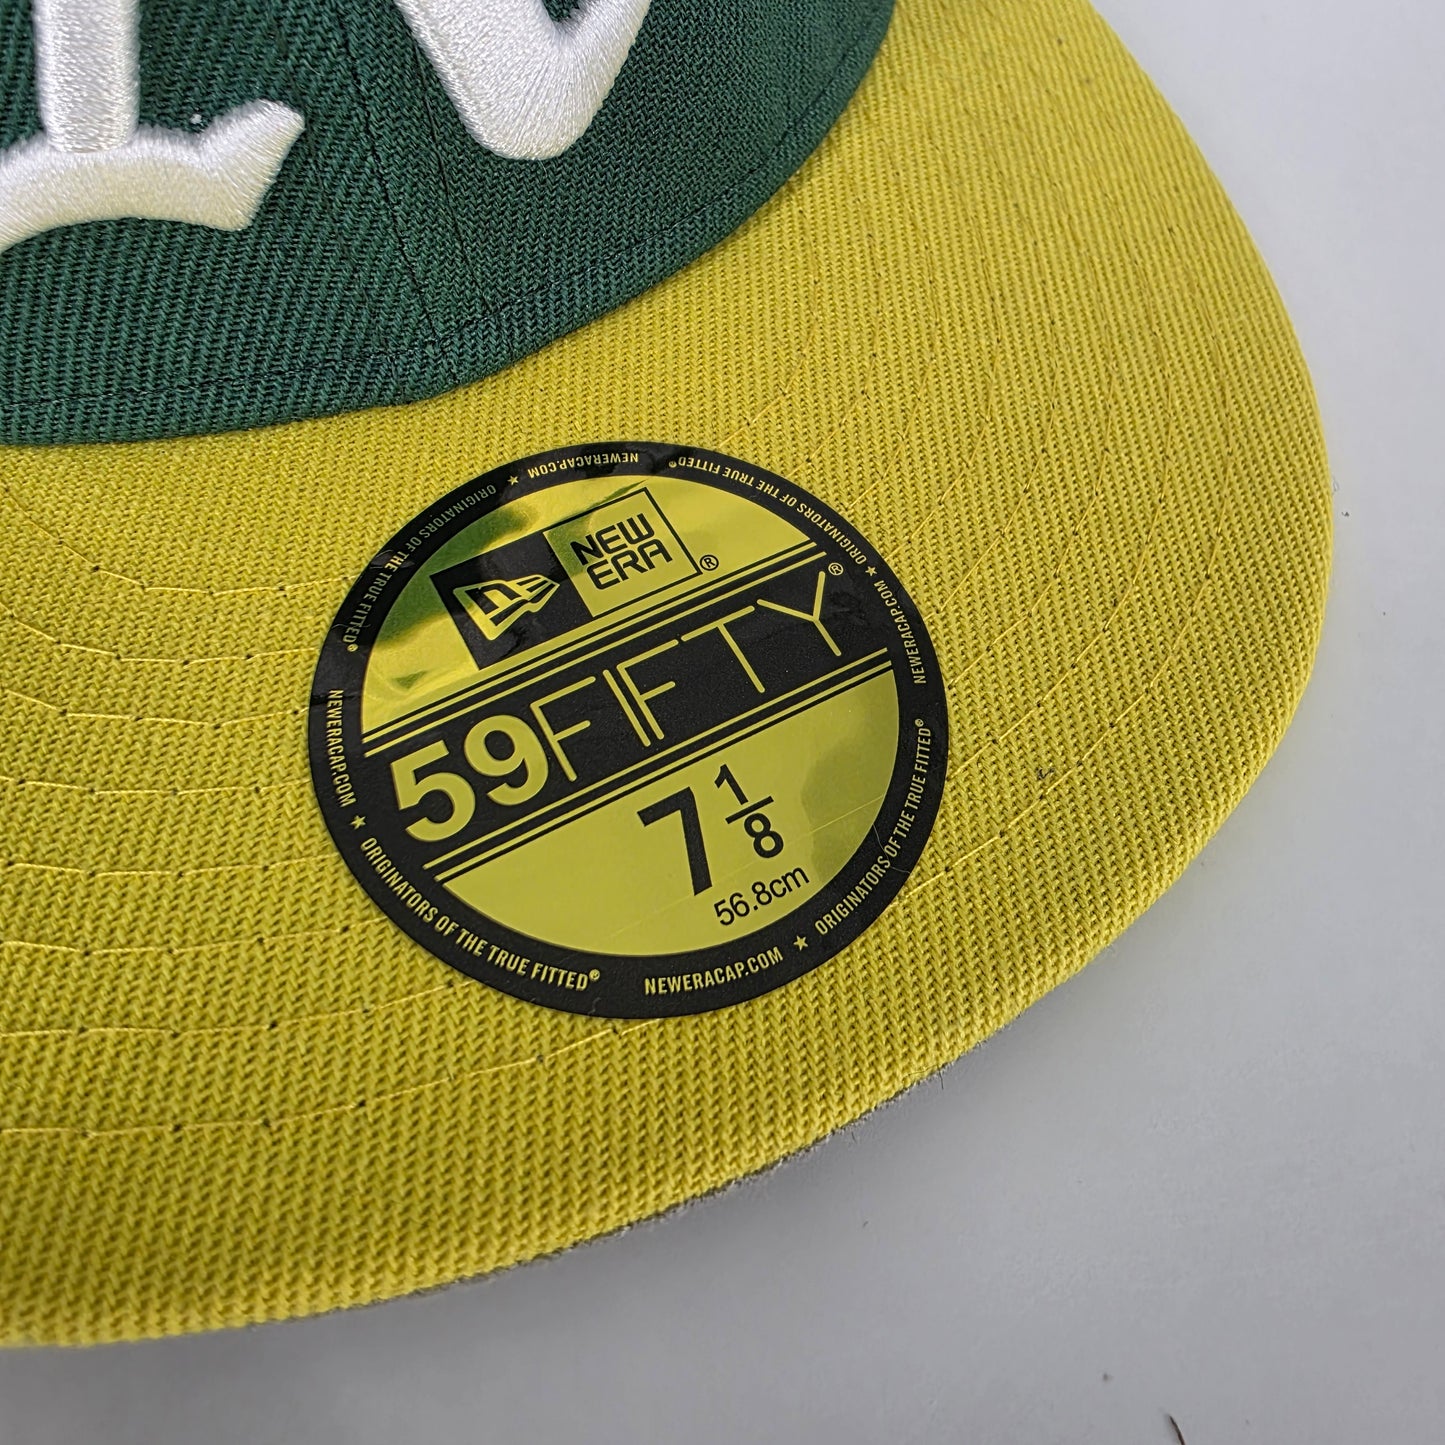 NEW
ERA®
59FIFTY®
7 1/8
56.8cm
NEWERACAP.COM ★ ORIGINATORS OF THE TRUE FITTED®
NEWERACAP.COM ★ ORIGINATORS OF THE TRUE FITTED®
NEWERACAP.COM ★ ORIGINATORS OF THE TRUE FITTED®
NEWERACAP.COM ★ ORIGINATORS OF THE TRUE FITTED®